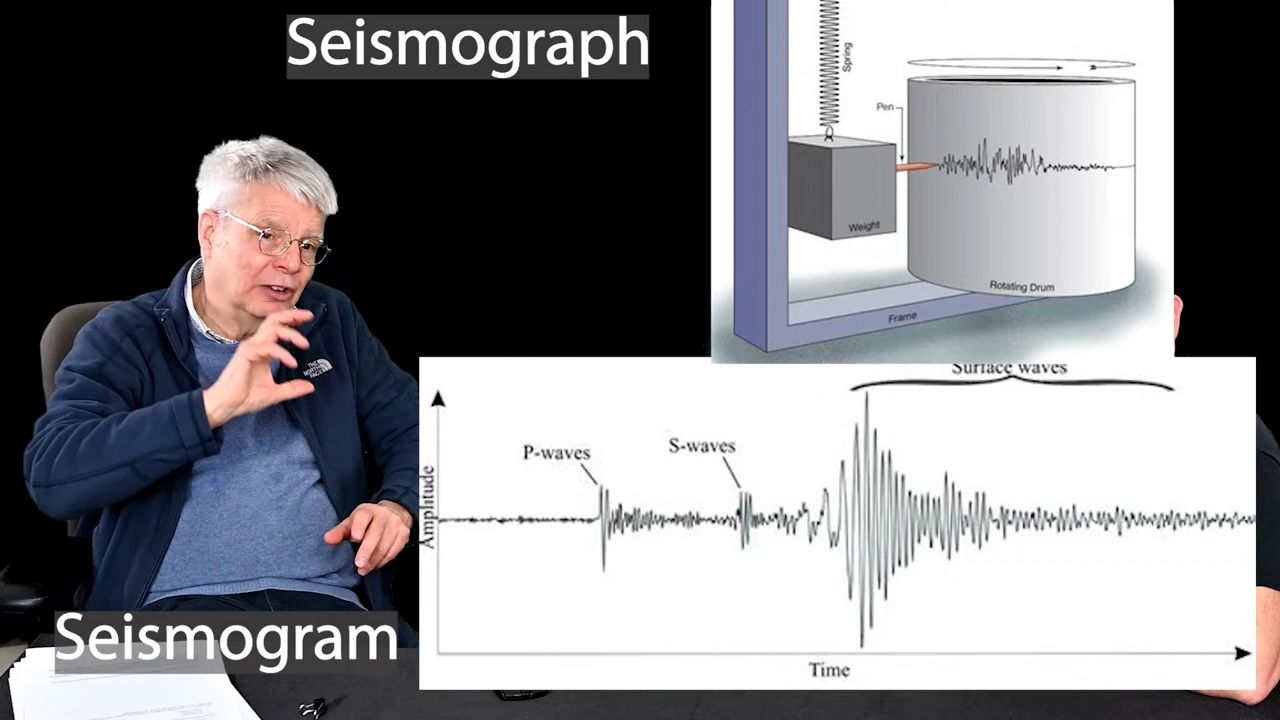 Seismograph
Spring
Pen
Weight
Rotating Drum
Frame
THE
NORTH
FACE
Surface waves
P-waves
S-waves
Amplitude
Time
Seismogram